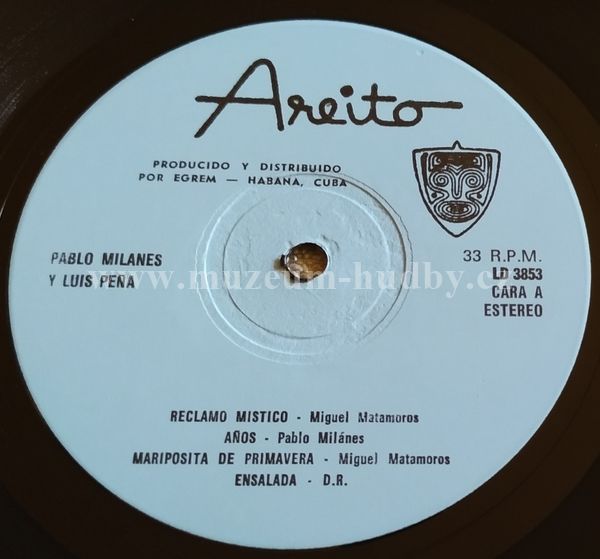 Areito
PRODUCIDO Y DISTRIBUIDO
POR EGREM — HABANA, CUBA
PABLO MILANES
Y LUIS PEÑA
33 R.P.M.
LD 3853
CARA A
ESTEREO
www.muzeum-hudby.c
RECLAMO MISTICO - Miguel Matamoros
AÑOS - Pablo Milánes
MARIPOSITA DE PRIMAVERA - Miguel Matamoros
ENSALADA - D.R.